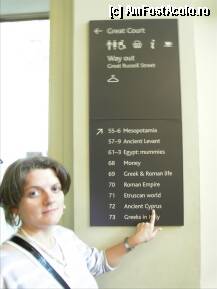 [c] AmFostAcolo.ro
Great Court
Way out
Great Russell Street
55-6 Mesopotamia
57-9 Ancient Levant
61-3 Egypt mummies
68 Money
69 Greek & Roman life
70 Roman Empire
71 Etruscan world
72 Ancient Cyprus
73 Greeks in Italy